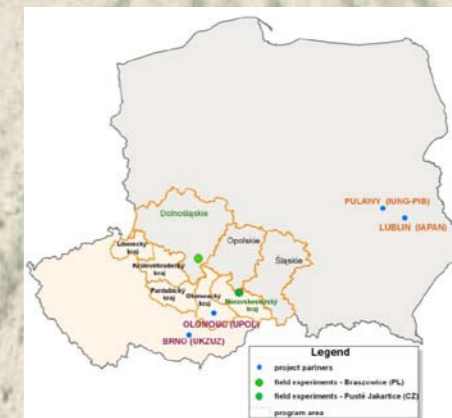 PULAWY (IUNG-PIB)
LUBLIN (IAPAN)
Dolnośląskie
Opolskie
Śląskie
Liberecký
kraj
Královéhradecký
kraj
Pardubický
kraj
Olomoucký
kraj
Moravskoslezský
kraj
OLOMOUC (UPOL)
BRNO (UKZUZ)
Legend
project partners
field experiments - Braszowice (PL)
field experiments - Pusté Jakartice (CZ)
program area